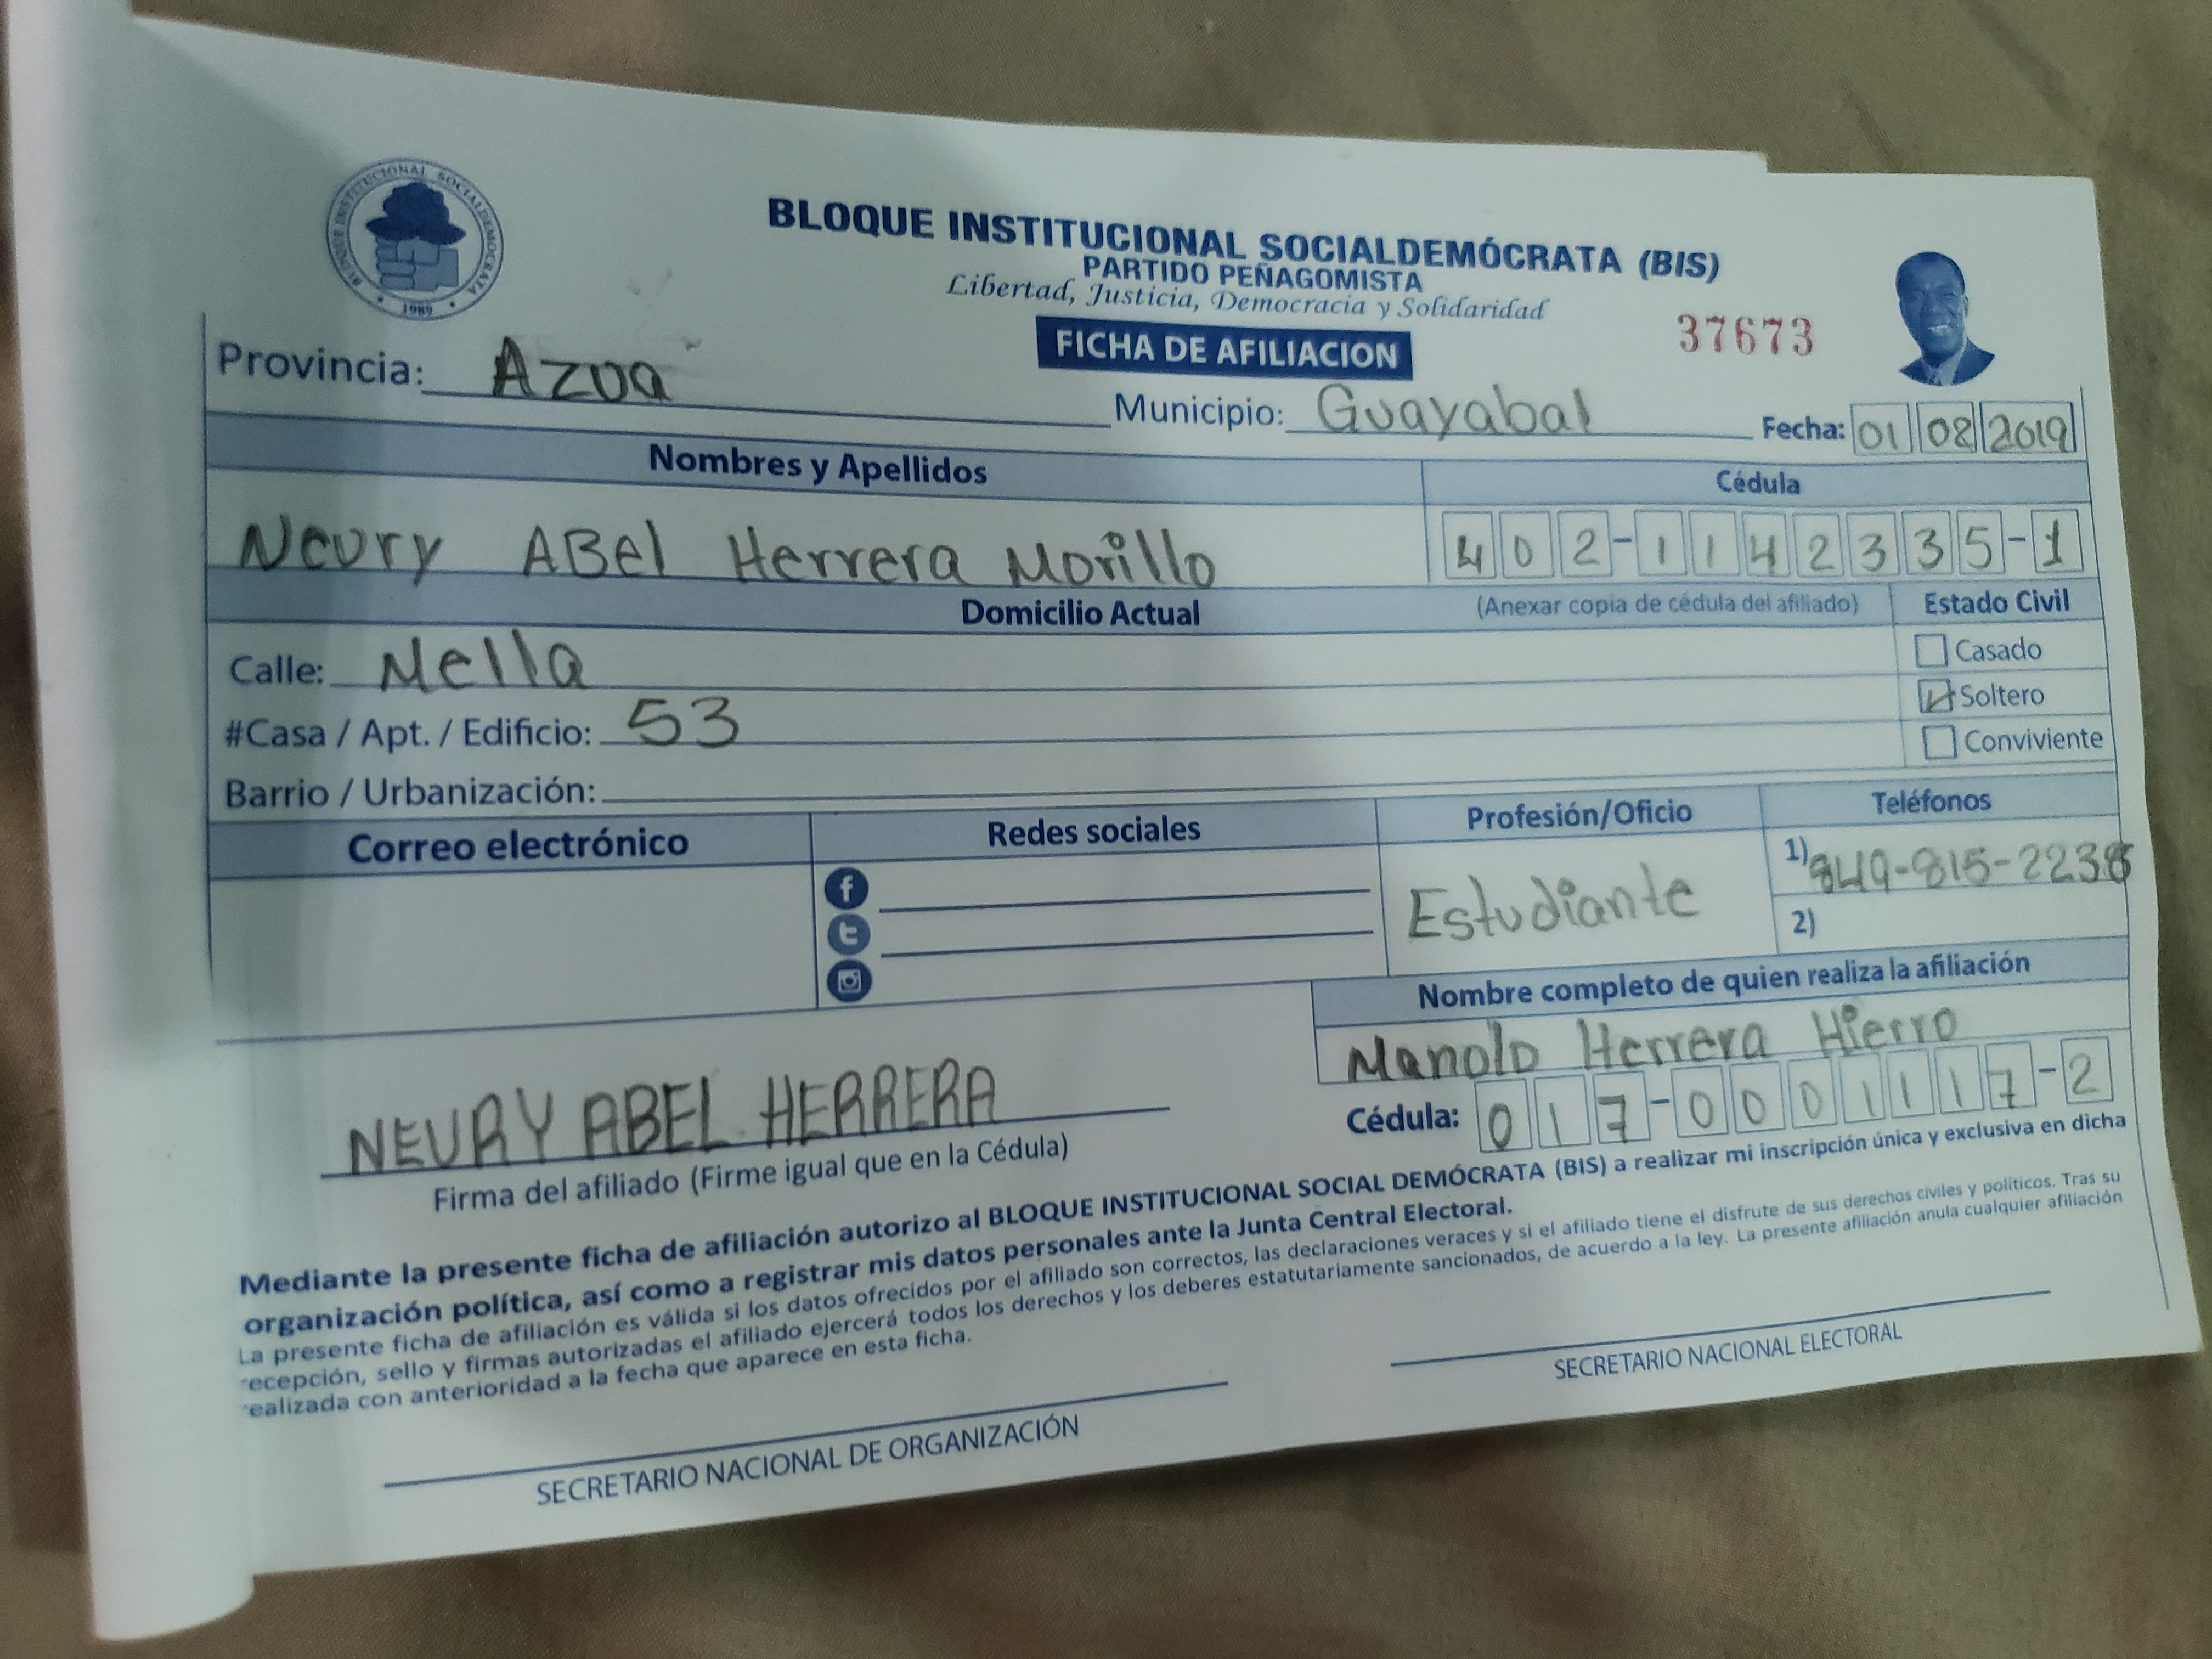 BLOQUE INSTITUCIONAL SOCIALDEMOCRATA
1989
BLOQUE INSTITUCIONAL SOCIALDEMÓCRATA (BIS)
PARTIDO PEÑAGOMISTA
Libertad, Justicia, Democracia y Solidaridad
FICHA DE AFILIACION
37673
Provincia: Azua
Municipio: Guayabal
Fecha: 01 08 2019
Nombres y Apellidos
Cédula
Neury ABel Herrera Morillo
402-1142335-1
Domicilio Actual
(Anexar copia de cédula del afiliado)
Estado Civil
Calle: Mella
Casado
#Casa / Apt. / Edificio: 53
Soltero
Barrio / Urbanización:
Conviviente
Correo electrónico
Redes sociales
Profesión/Oficio
Teléfonos
Estudiante
1) 849-815-2238
2)
Nombre completo de quien realiza la afiliación
Manolo Herrera Hierro
Cédula: 017-0001117-2
NEURY ABEL HERRERA
Firma del afiliado (Firme igual que en la Cédula)
Mediante la presente ficha de afiliación autorizo al BLOQUE INSTITUCIONAL SOCIAL DEMÓCRATA (BIS) a realizar mi inscripción única y exclusiva en dicha
organización política, así como a registrar mis datos personales ante la Junta Central Electoral.
La presente ficha de afiliación es válida si los datos ofrecidos por el afiliado son correctos, las declaraciones veraces y si el afiliado tiene el disfrute de sus derechos civiles y políticos. Tras su
recepción, sello y firmas autorizadas el afiliado ejercerá todos los derechos y los deberes estatutariamente sancionados, de acuerdo a la ley. La presente afiliación anula cualquier afiliación
realizada con anterioridad a la fecha que aparece en esta ficha.
SECRETARIO NACIONAL DE ORGANIZACIÓN
SECRETARIO NACIONAL ELECTORAL